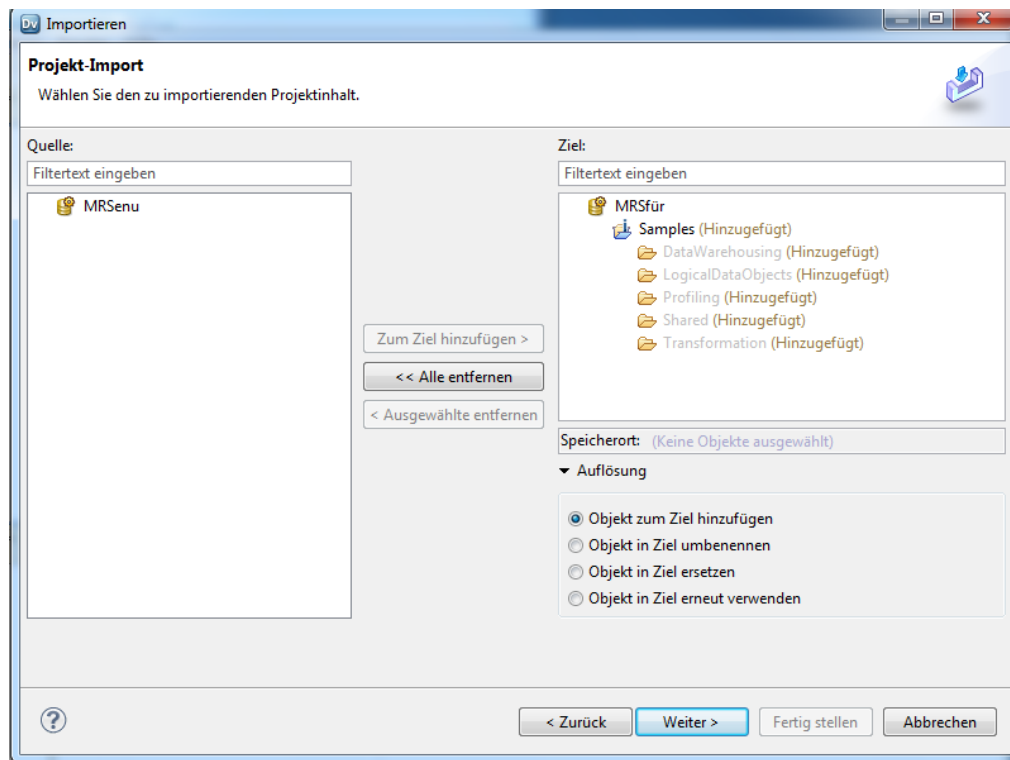 Dv Importieren
Projekt-Import
Wählen Sie den zu importierenden Projektinhalt.
Quelle:
Filtertext eingeben
MRSenu
Zum Ziel hinzufügen >
<< Alle entfernen
< Ausgewählte entfernen
Ziel:
Filtertext eingeben
MRSfür
Samples (Hinzugefügt)
DataWarehousing (Hinzugefügt)
LogicalDataObjects (Hinzugefügt)
Profiling (Hinzugefügt)
Shared (Hinzugefügt)
Transformation (Hinzugefügt)
Speicherort: (Keine Objekte ausgewählt)
Auflösung
Objekt zum Ziel hinzufügen
Objekt in Ziel umbenennen
Objekt in Ziel ersetzen
Objekt in Ziel erneut verwenden
? < Zurück Weiter > Fertig stellen Abbrechen